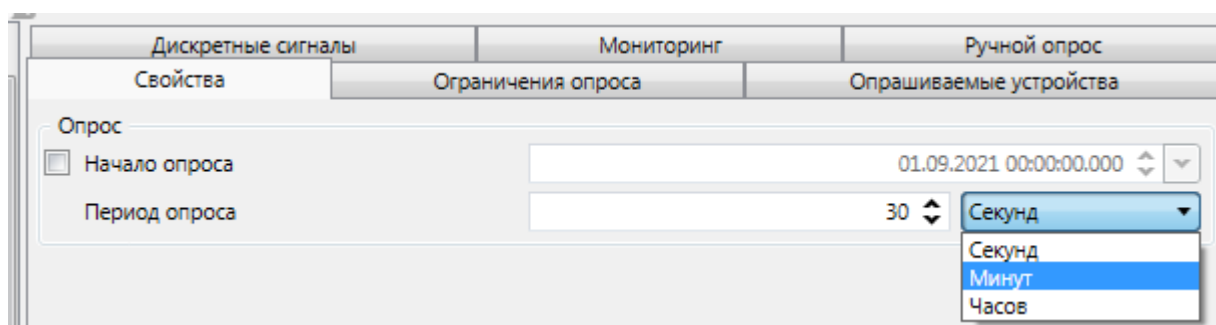 Дискретные сигналы Мониторинг Ручной опрос
Свойства Ограничения опроса Опрашиваемые устройства
Опрос
Начало опроса 01.09.2021 00:00:00.000
Период опроса 30 Секунд
Секунд
Минут
Часов